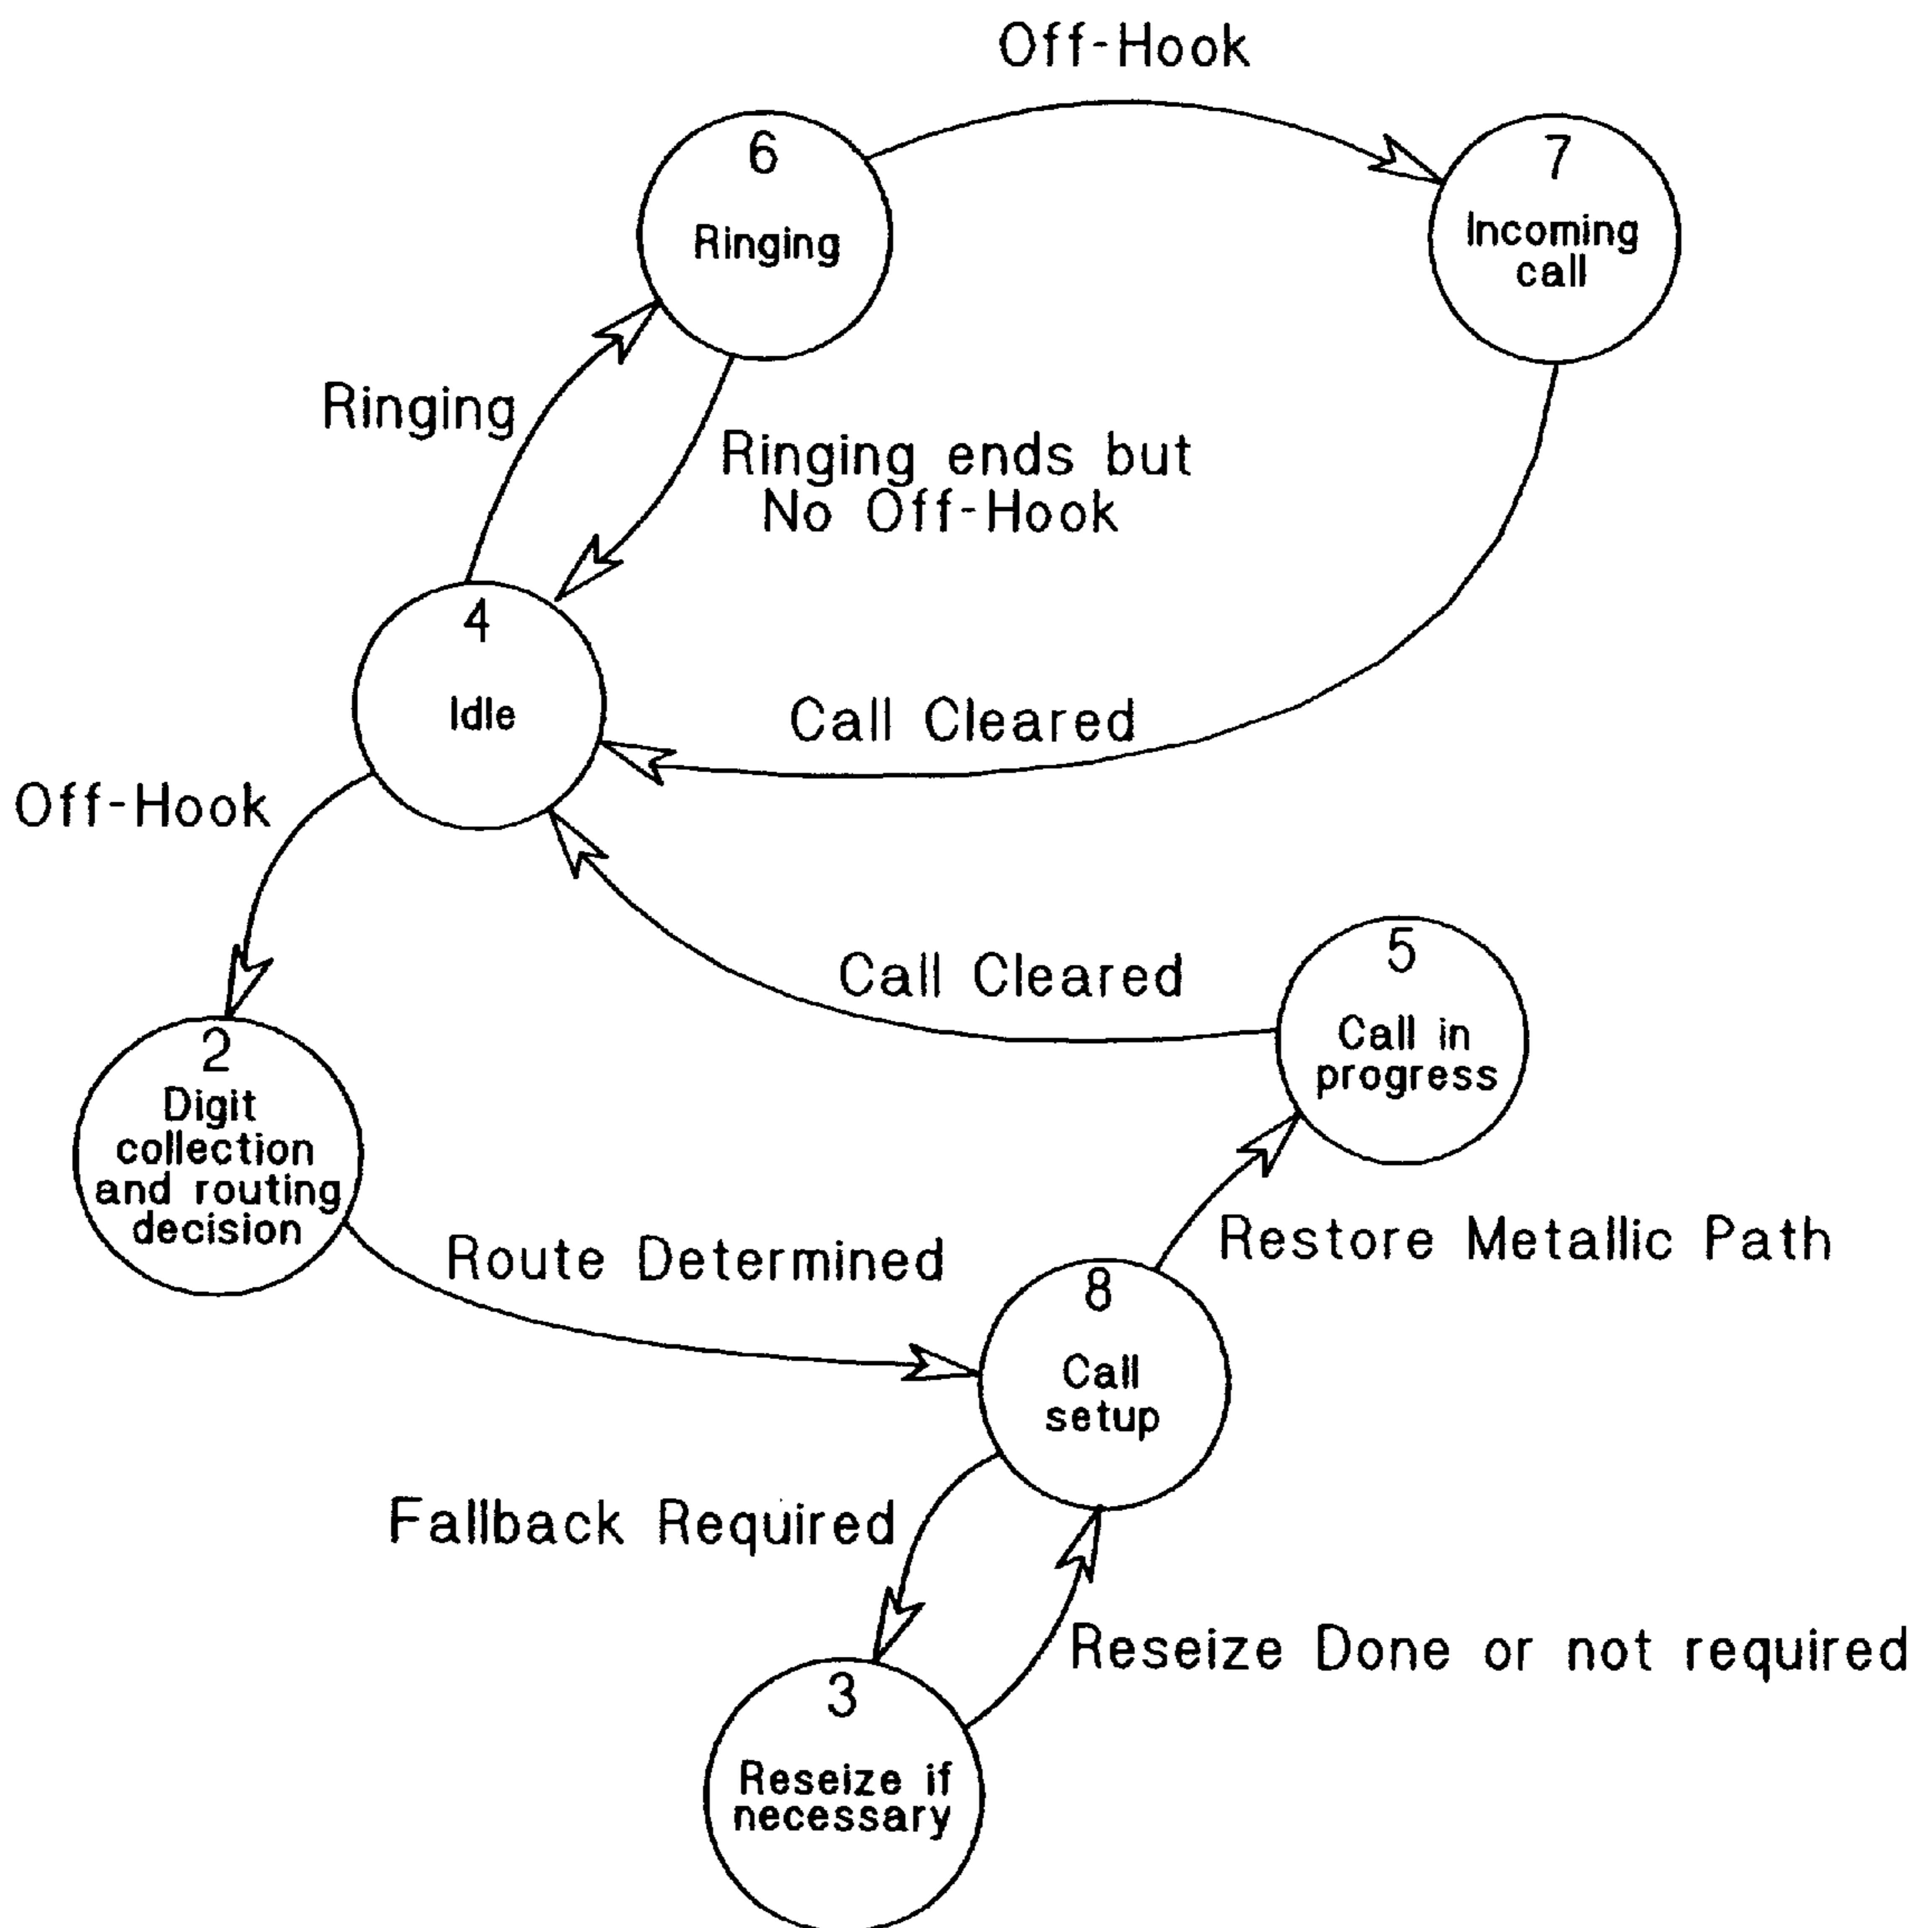 Off-Hook
6
Ringing
7
Incoming
call
Ringing
Ringing ends but
No Off-Hook
4
Idle
Call Cleared
Off-Hook
Call Cleared
5
Call in
progress
2
Digit
collection
and routing
decision
Route Determined
Restore Metallic Path
8
Call
setup
Fallback Required
Reseize Done or not required
3
Reseize if
necessary